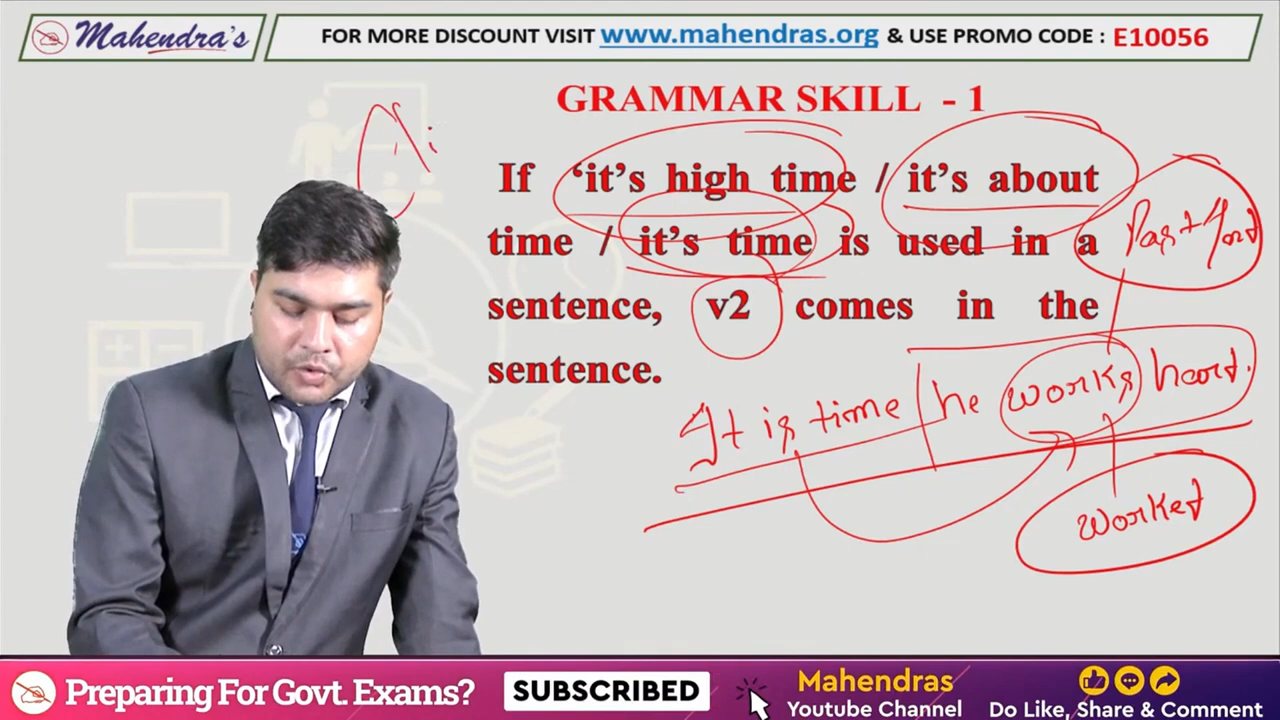 Mahendra's
FOR MORE DISCOUNT VISIT www.mahendras.org & USE PROMO CODE : E10056
GRAMMAR SKILL - 1
If ‘it’s high time / it’s about
time / it’s time is used in a
sentence, v2 comes in the
sentence.
It is time he works hard.
worked
Preparing For Govt. Exams?
SUBSCRIBED
Mahendras
Youtube Channel
Do Like, Share & Comment